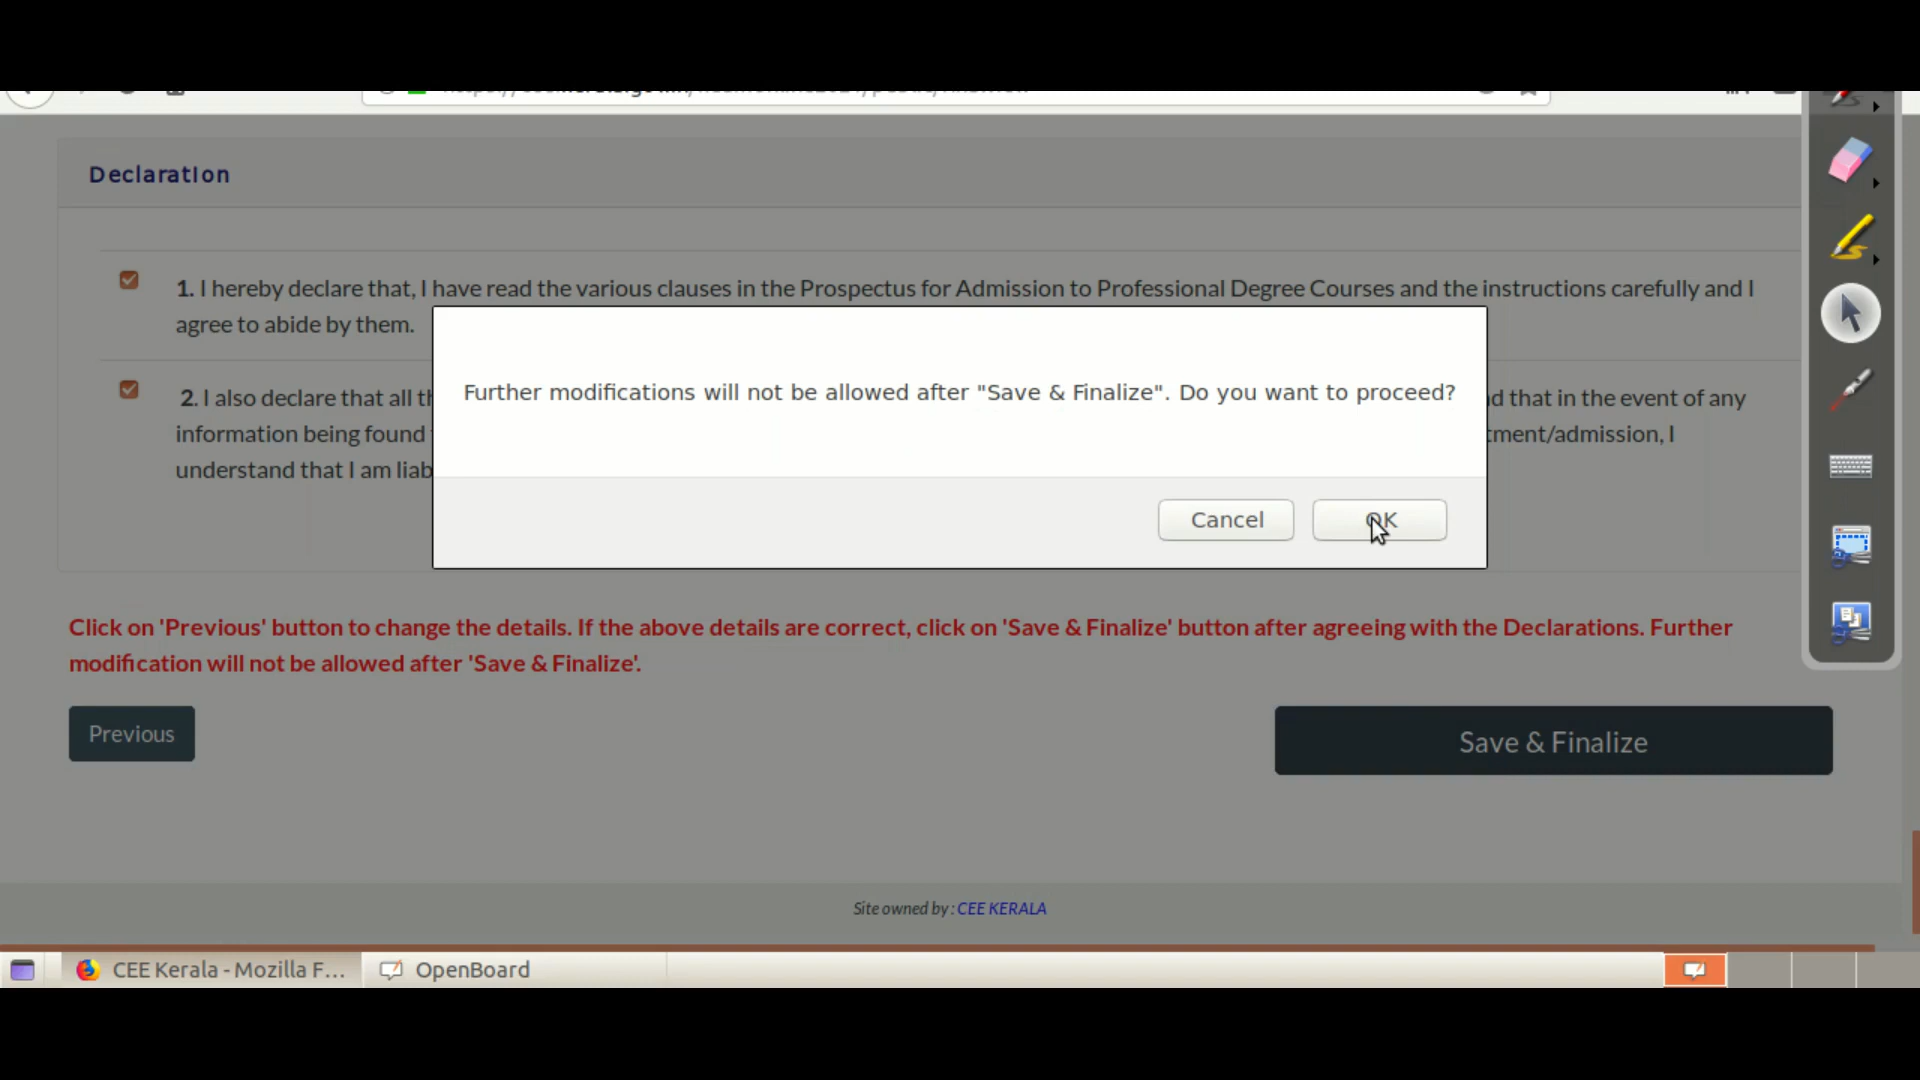 Declaration
1. I hereby declare that, I have read the various clauses in the Prospectus for Admission to Professional Degree Courses and the instructions carefully and I
agree to abide by them.
Further modifications will not be allowed after "Save & Finalize". Do you want to proceed?
2. I also declare that all
that in the event of any
information being found
I
understand that I am
Cancel
OK
Click on 'Previous' button to change the details. If the above details are correct, click on 'Save & Finalize' button after agreeing with the Declarations. Further
modification will not be allowed after 'Save & Finalize'.
Previous
Save & Finalize
Site owned by : CEE KERALA
CEE Kerala - Mozilla F...
OpenBoard